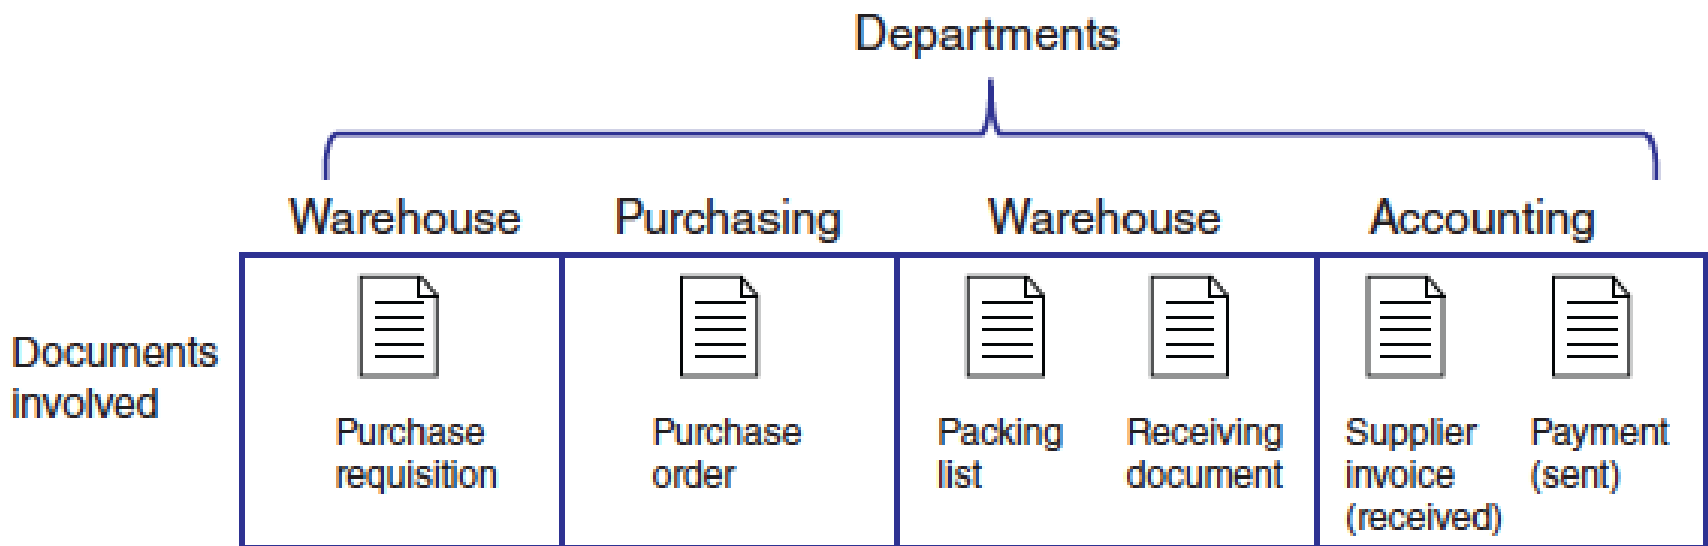 Departments
Warehouse Purchasing Warehouse Accounting
Documents
involved
Purchase
requisition
Purchase
order
Packing
list
Receiving
document
Supplier
invoice
(received)
Payment
(sent)